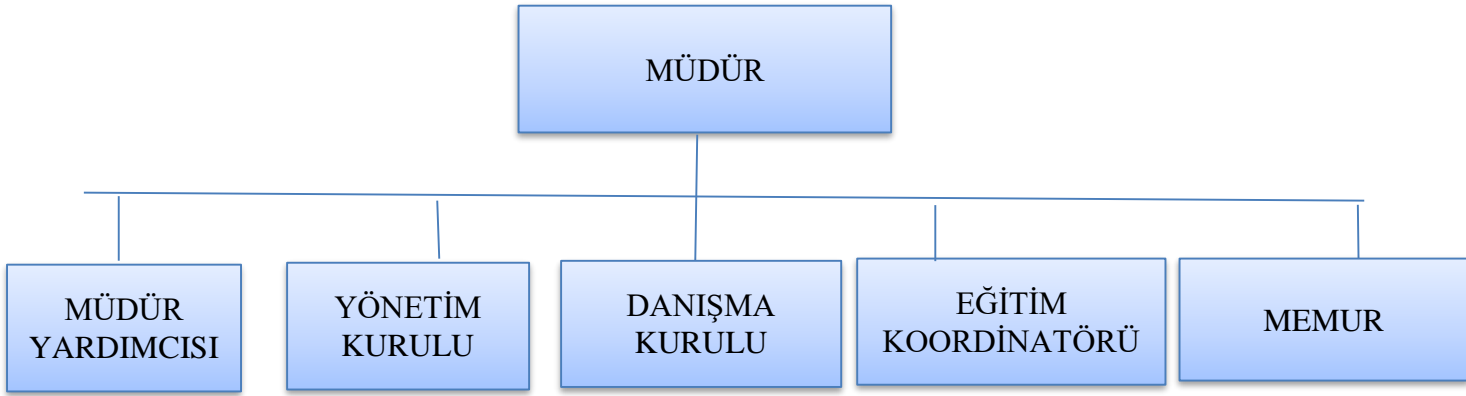 MÜDÜR
MÜDÜR
YARDIMCISI
YÖNETİM
KURULU
DANIŞMA
KURULU
EĞİTİM
KOORDİNATÖRÜ
MEMUR